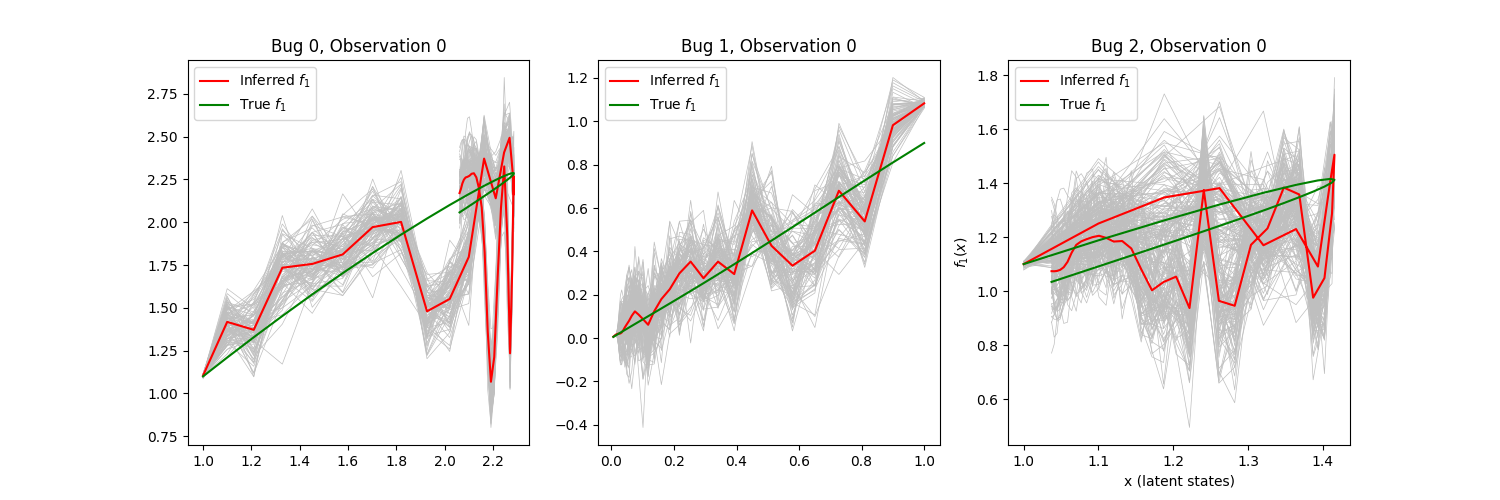 Bug 0, Observation 0
Inferred f₁
True f₁
2.75
2.50
2.25
2.00
1.75
1.50
1.25
1.00
0.75
1.0 1.2 1.4 1.6 1.8 2.0 2.2
Bug 1, Observation 0
Inferred f₁
True f₁
1.2
1.0
0.8
0.6
0.4
0.2
0.0
−0.2
−0.4
0.0 0.2 0.4 0.6 0.8 1.0
Bug 2, Observation 0
Inferred f₁
True f₁
f₁(x)
1.8
1.6
1.4
1.2
1.0
0.8
0.6
1.0 1.1 1.2 1.3 1.4
x (latent states)